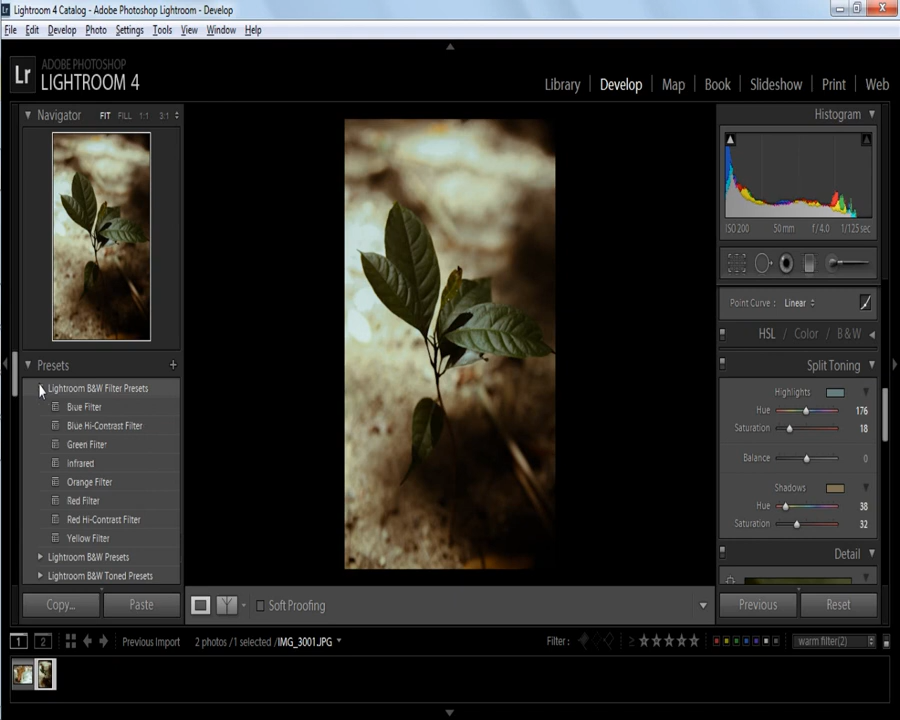 Lightroom 4 Catalog - Adobe Photoshop Lightroom - Develop
File Edit Develop Photo Settings Tools View Window Help
Lr
ADOBE PHOTOSHOP
LIGHTROOM 4
Library | Develop | Map | Book | Slideshow | Print | Web
Navigator FIT FILL 1:1 3:1
Histogram
ISO 200 50 mm f / 4.0 1/125 sec
Point Curve : Linear
HSL / Color / B & W
Presets +
Split Toning
Lightroom B&W Filter Presets
Blue Filter
Blue Hi-Contrast Filter
Green Filter
Infrared
Orange Filter
Red Filter
Red Hi-Contrast Filter
Yellow Filter
Lightroom B&W Presets
Lightroom B&W Toned Presets
Highlights
Hue 176
Saturation 18
Balance 0
Shadows
Hue 38
Saturation 32
Detail
Copy... Paste
Soft Proofing
Previous Reset
1 2 Previous Import 2 photos / 1 selected / IMG_3001.JPG Filter : warm filter(2)